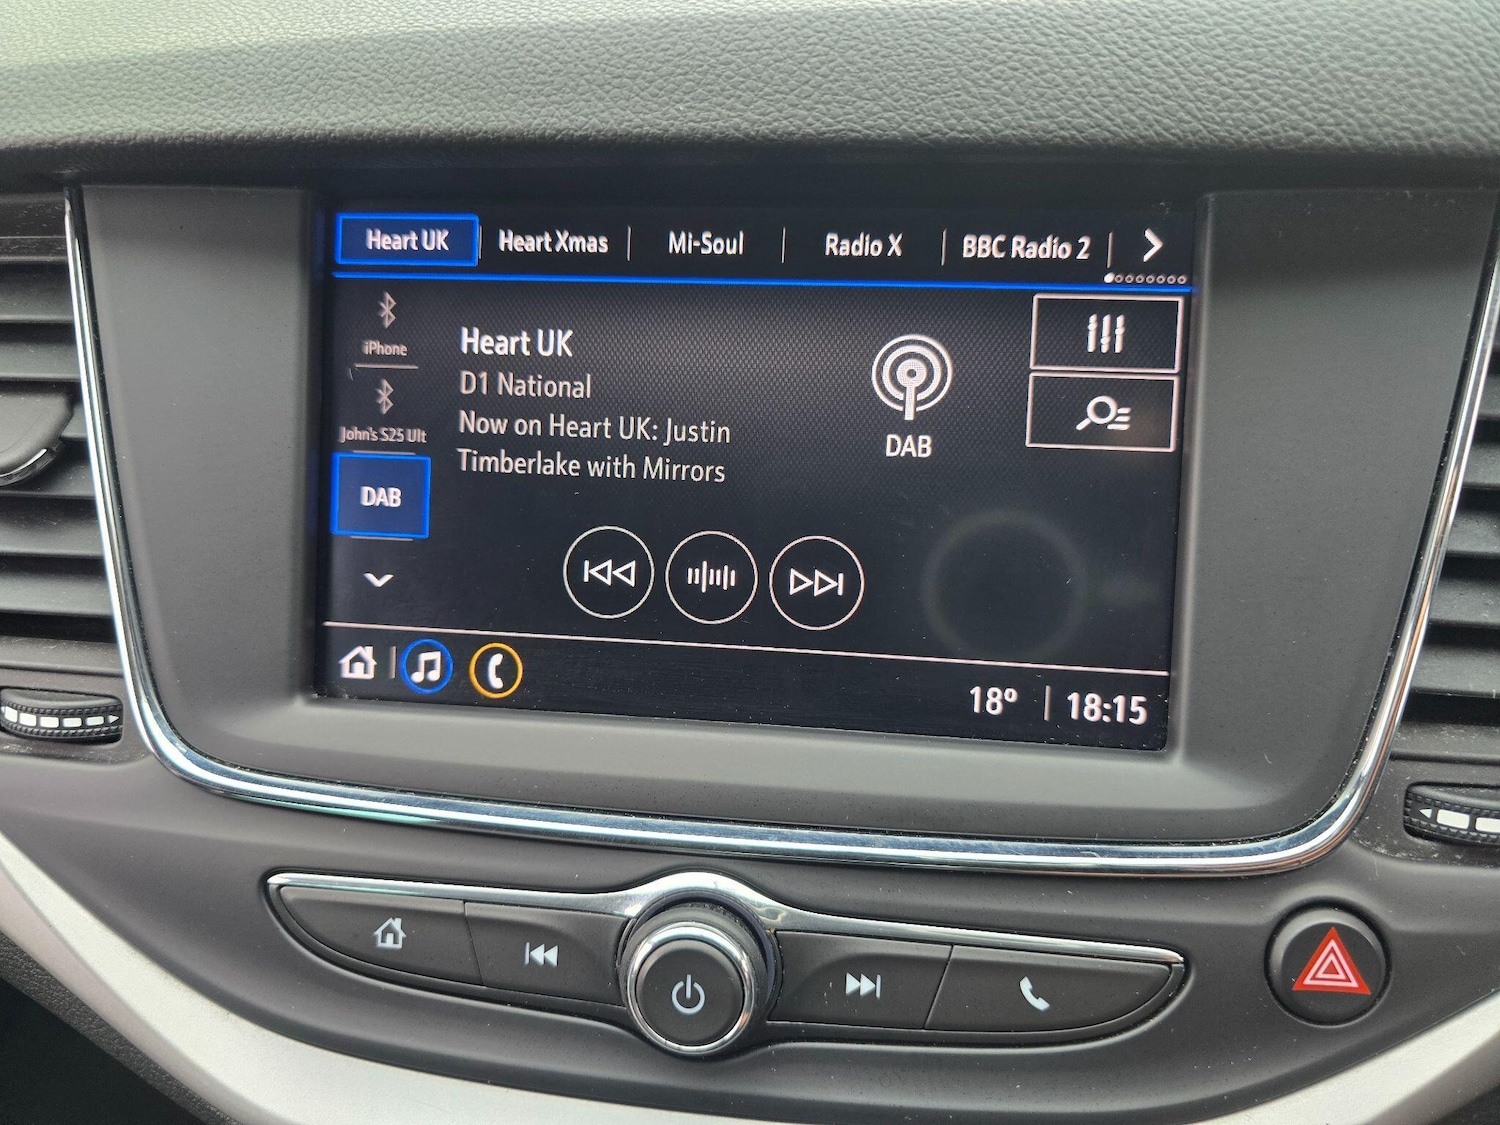 Heart UK
Heart Xmas
Mi-Soul
Radio X
BBC Radio 2
iPhone
John's S25 Ult
DAB
Heart UK
D1 National
Now on Heart UK: Justin
Timberlake with Mirrors
DAB
18°
18:15